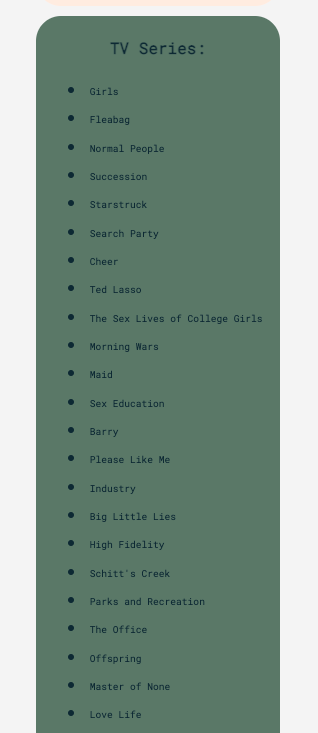 TV Series:
Girls
Fleabag
Normal People
Succession
Starstruck
Search Party
Cheer
Ted Lasso
The Sex Lives of College Girls
Morning Wars
Maid
Sex Education
Barry
Please Like Me
Industry
Big Little Lies
High Fidelity
Schitt's Creek
Parks and Recreation
The Office
Offspring
Master of None
Love Life